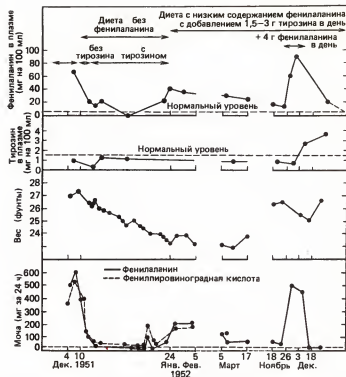 Диета без
фенилаланина
Диета с низким содержанием фенилаланина
с добавлением 1,5–3 г тирозина в день
без
тирозина
с
тирозином
+ 4 г фенилаланина
в день
Фенилаланин в плазме
(мг на 100 мл)
100
80
60
40
20
0
Нормальный уровень
Тирозин
в плазме
(мг на 100 мл)
4
3
2
1
0
Нормальный уровень
Вес (фунты)
28
27
26
25
24
Моча (мг за 24 ч)
600
500
400
300
200
100
0
Фенилаланин
Фенилпировиноградная кислота
4 10 24 5 5 17 18 26 3 18
Дек. 1951 Янв. Фев. Март Ноябрь Дек.
1952